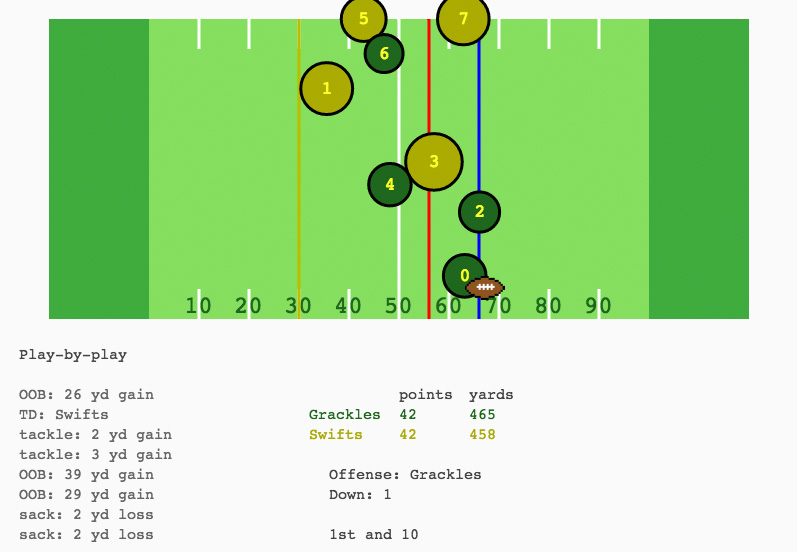 5 7
6
1
3
4
2
0
10 20 30 40 50 60 70 80 90
Play-by-play
OOB: 26 yd gain
points yards
TD: Swifts
Grackles 42 465
tackle: 2 yd gain
Swifts 42 458
tackle: 3 yd gain
OOB: 39 yd gain
Offense: Grackles
OOB: 29 yd gain
Down: 1
sack: 2 yd loss
sack: 2 yd loss
1st and 10